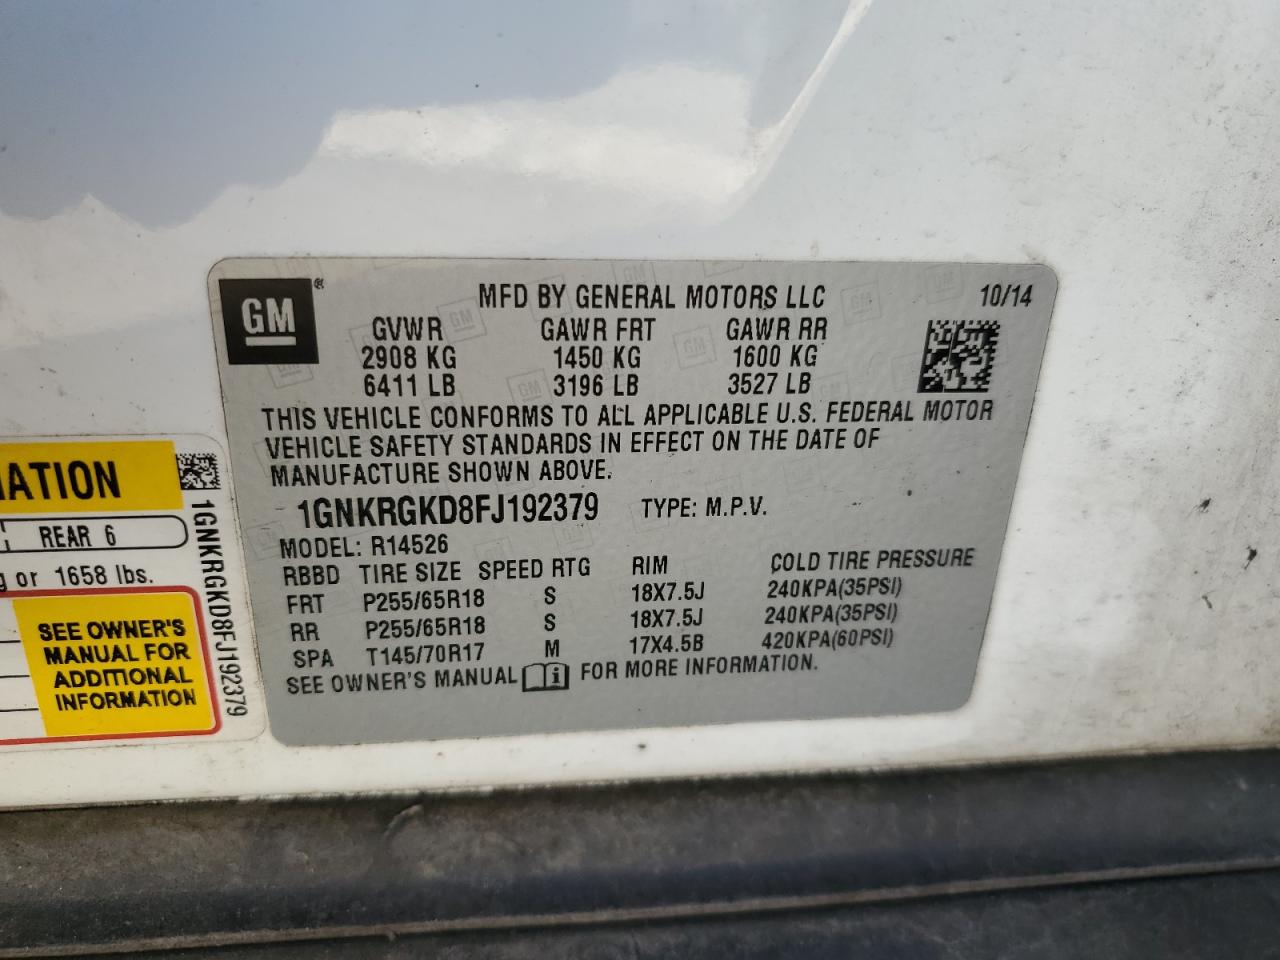 GM®
MFD BY GENERAL MOTORS LLC 10/14
GVWR GAWR FRT GAWR RR
2908 KG 1450 KG 1600 KG
6411 LB 3196 LB 3527 LB
THIS VEHICLE CONFORMS TO ALL APPLICABLE U.S. FEDERAL MOTOR
VEHICLE SAFETY STANDARDS IN EFFECT ON THE DATE OF
MANUFACTURE SHOWN ABOVE.
1GNKRGKD8FJ192379 TYPE: M.P.V.
MODEL: R14526
RBBD TIRE SIZE SPEED RTG RIM COLD TIRE PRESSURE
FRT P255/65R18 S 18X7.5J 240KPA(35PSI)
RR P255/65R18 S 18X7.5J 240KPA(35PSI)
SPA T145/70R17 M 17X4.5B 420KPA(60PSI)
SEE OWNER'S MANUAL i FOR MORE INFORMATION.
MATION
REAR 6
g or 1658 lbs.
SEE OWNER'S
MANUAL FOR
ADDITIONAL
INFORMATION
1GNKRGKD8FJ192379